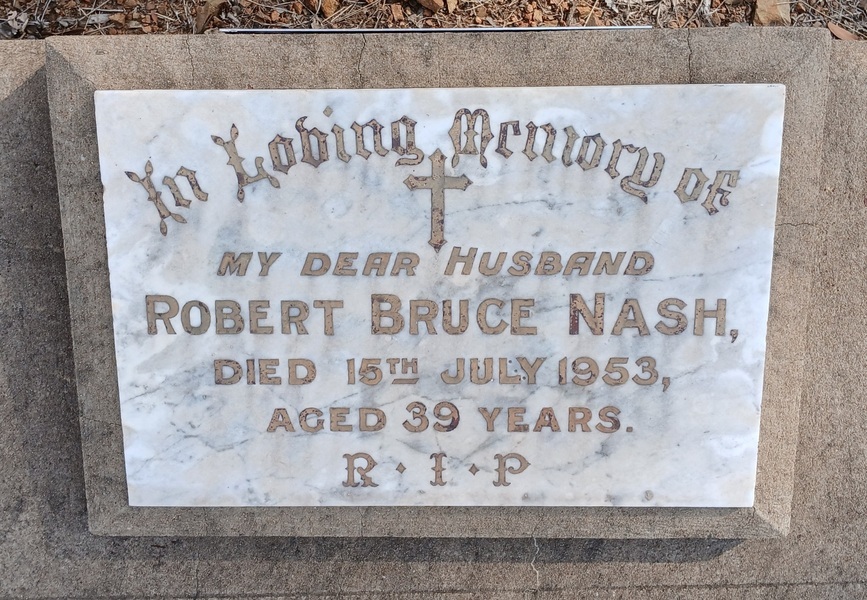 In Loving Memory of
MY DEAR HUSBAND
ROBERT BRUCE NASH,
DIED 15TH JULY 1953,
AGED 39 YEARS.
R · I · P